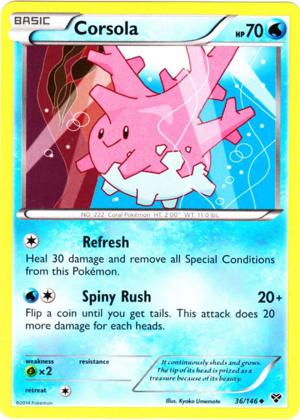 BASIC
Corsola
HP70
NO. 222 Coral Pokémon HT. 2'00" WT. 11.0 lbs.
Refresh
Heal 30 damage and remove all Special Conditions
from this Pokémon.
Spiny Rush 20+
Flip a coin until you get tails. This attack does 20
more damage for each heads.
weakness resistance
×2
retreat
It continuously sheds and grows.
The tip of its head is prized as a
treasure because of its beauty.
Illus. Kyoko Umemoto 36/146
©2014 Pokémon